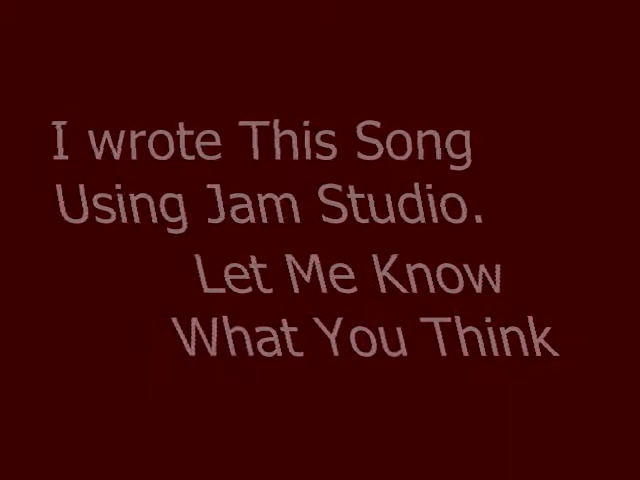 I wrote This Song
Using Jam Studio.
Let Me Know
What You Think